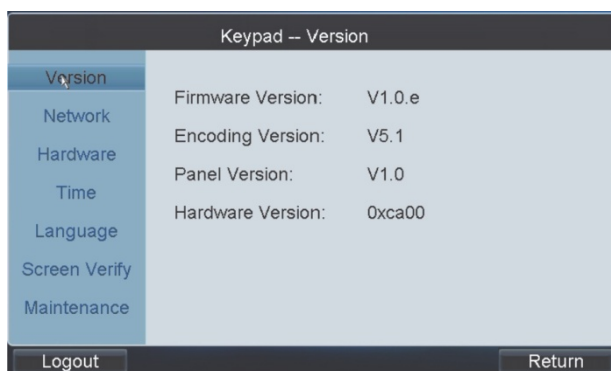 Keypad -- Version
Version
Network
Hardware
Time
Language
Screen Verify
Maintenance
Firmware Version: V1.0.e
Encoding Version: V5.1
Panel Version: V1.0
Hardware Version: 0xca00
Logout
Return